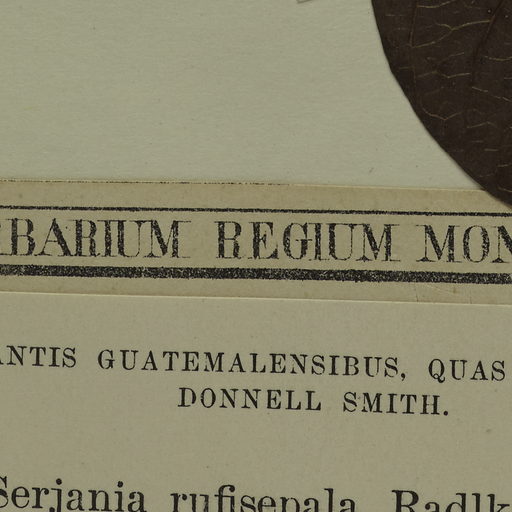 RBARIUM REGIUM MON
ANTIS GUATEMALENSIBUS, QUAS
DONNELL SMITH.
Serjania rufisepala, Radlk